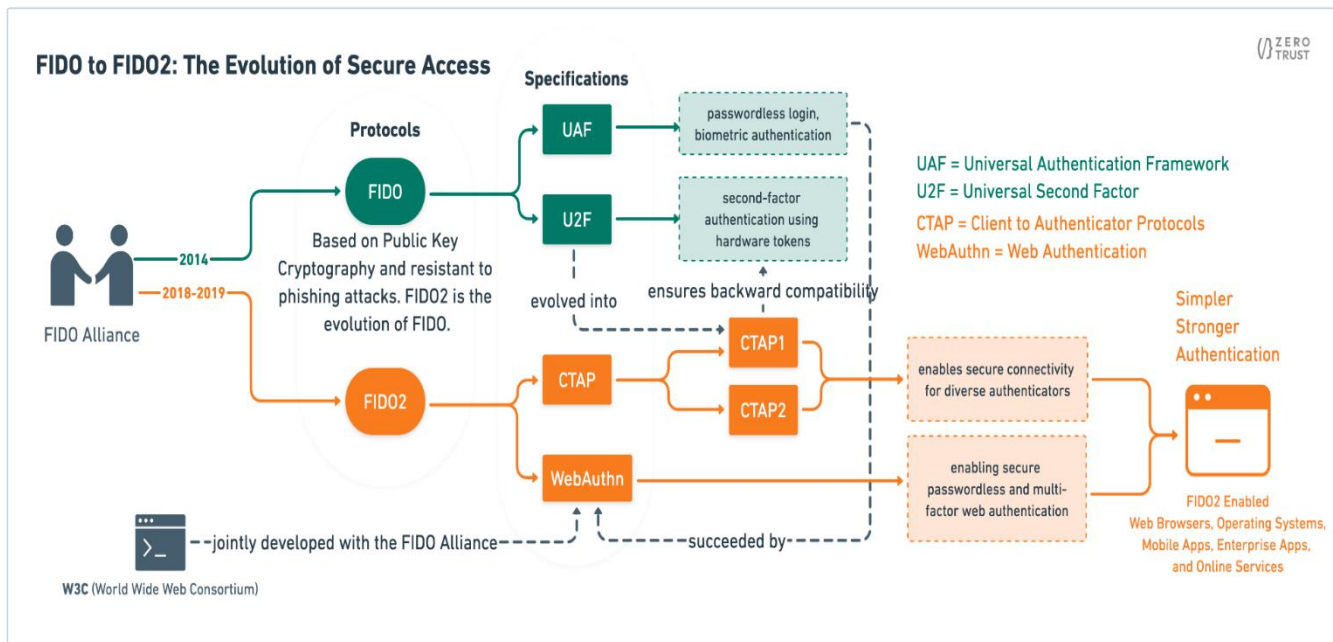 ZERO
TRUST
FIDO to FIDO2: The Evolution of Secure Access
Specifications
Protocols
UAF
passwordless login,
biometric authentication
UAF = Universal Authentication Framework
U2F = Universal Second Factor
CTAP = Client to Authenticator Protocols
WebAuthn = Web Authentication
FIDO
U2F
second-factor
authentication using
hardware tokens
Based on Public Key
Cryptography and resistant to
phishing attacks. FIDO2 is the
evolution of FIDO.
2014
2018-2019
FIDO Alliance
evolved into
ensures backward compatibility
Simpler
Stronger
Authentication
CTAP1
CTAP
CTAP2
FIDO2
enables secure connectivity
for diverse authenticators
WebAuthn
enabling secure
passwordless and multi-
factor web authentication
FIDO2 Enabled
Web Browsers, Operating Systems,
Mobile Apps, Enterprise Apps,
and Online Services
jointly developed with the FIDO Alliance
succeeded by
W3C (World Wide Web Consortium)